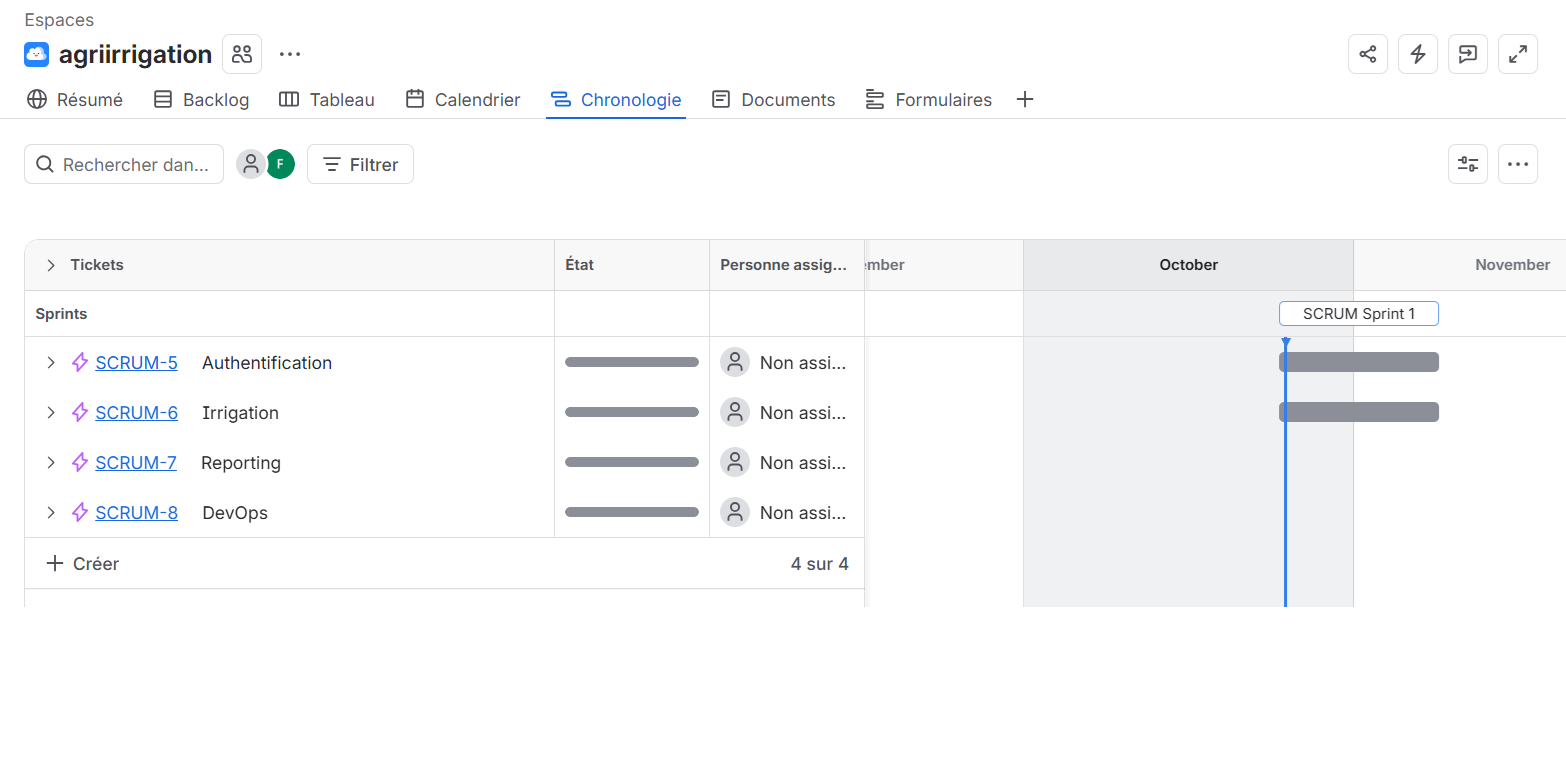 Espaces
agriirrigation
Résumé Backlog Tableau Calendrier Chronologie Documents Formulaires
Rechercher dan... F Filtrer
Tickets État Personne assig... mber October November
Sprints SCRUM Sprint 1
SCRUM-5 Authentification Non assi...
SCRUM-6 Irrigation Non assi...
SCRUM-7 Reporting Non assi...
SCRUM-8 DevOps Non assi...
Créer 4 sur 4